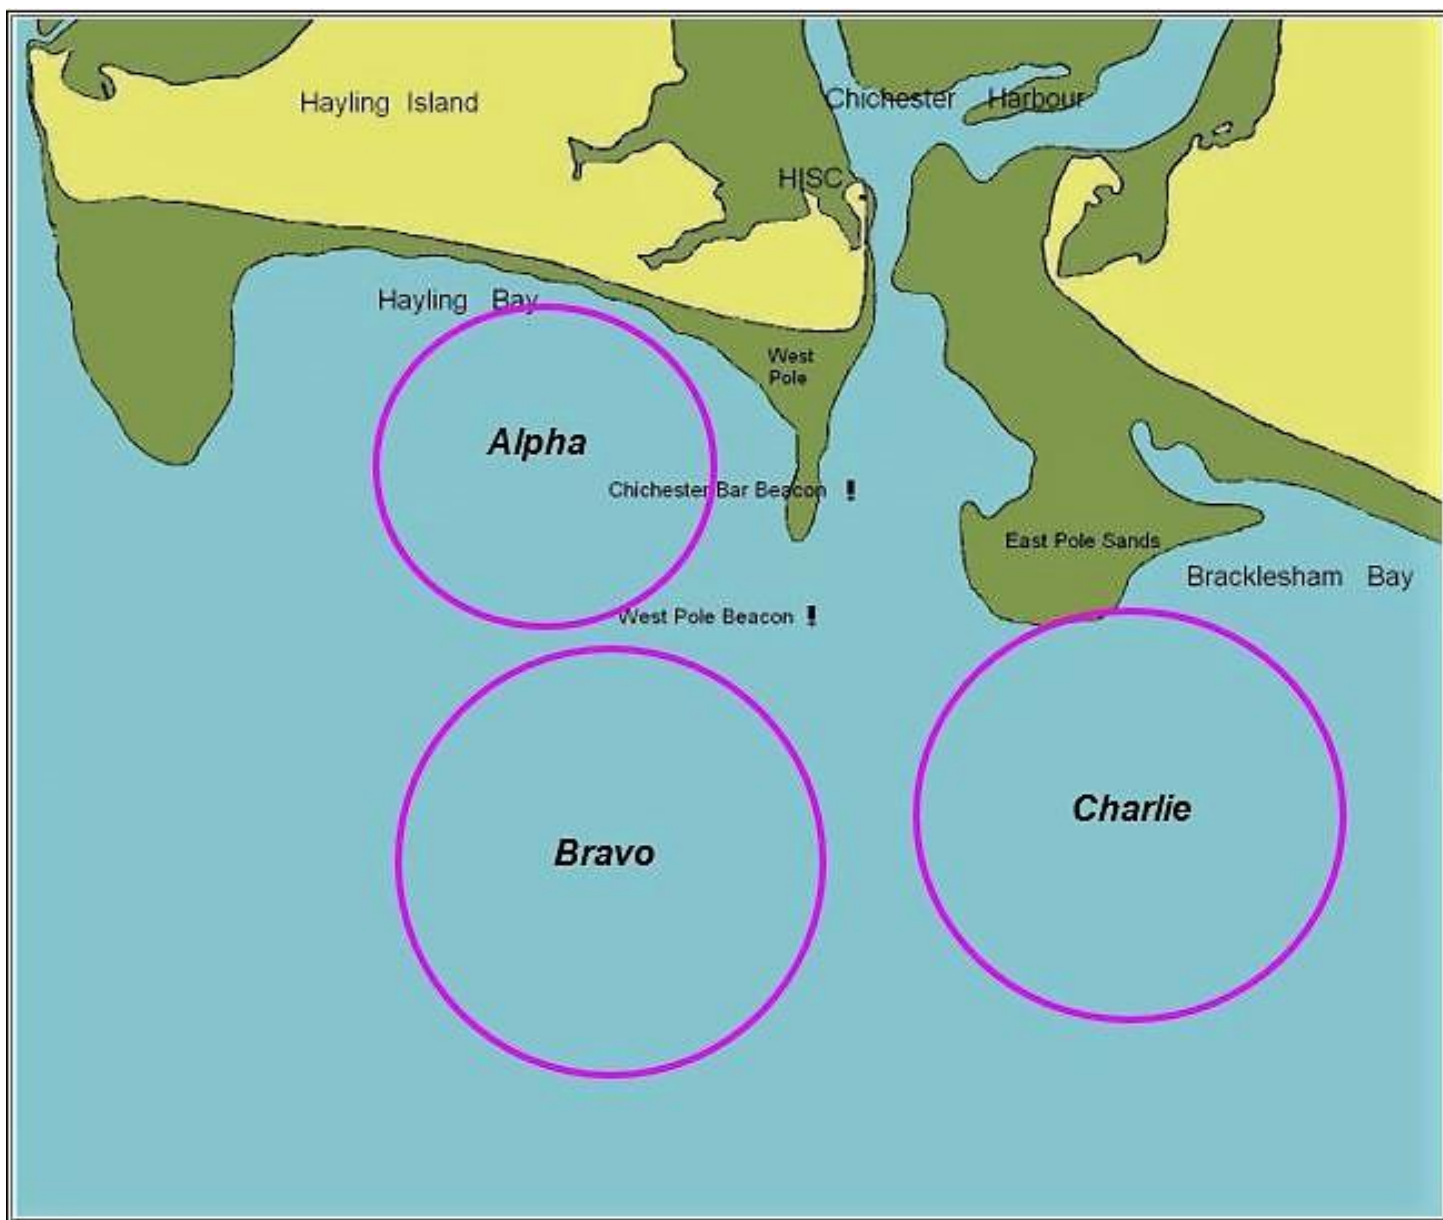 Hayling Island
Chichester Harbour
HISC
Hayling Bay
West
Pole
Alpha
Chichester Bar Beacon
East Pole Sands
Bracklesham Bay
West Pole Beacon
Charlie
Bravo